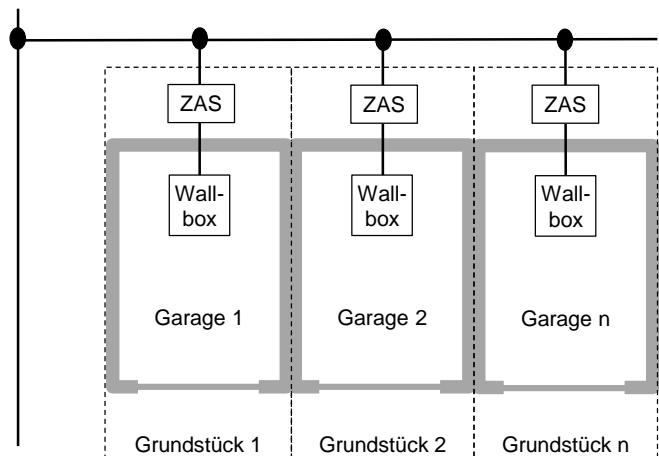 ZAS ZAS ZAS
Wall- Wall- Wall-
box box box
Garage 1 Garage 2 Garage n
Grundstück 1 Grundstück 2 Grundstück n